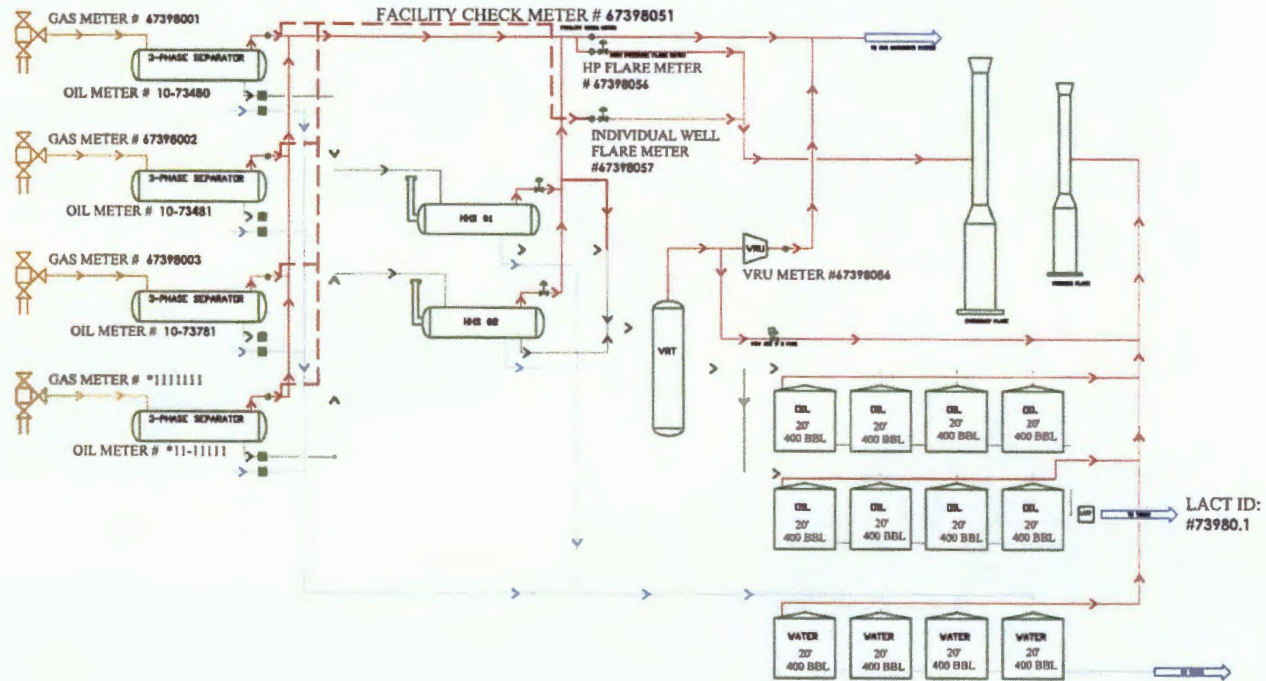 FACILITY CHECK METER # 67398051
GAS METER # 67398001
3-PHASE SEPARATOR
OIL METER # 10-73480
HP FLARE METER
# 67398056
GAS METER # 67398002
3-PHASE SEPARATOR
OIL METER # 10-73481
INDIVIDUAL WELL
FLARE METER
#67398057
GAS METER # 67398003
3-PHASE SEPARATOR
OIL METER # 10-73781
GAS METER # *1111111
3-PHASE SEPARATOR
OIL METER # *11-11111
HHS 01
HHS 02
VRU
VRU METER #67398086
VRT
OIL
20'
400 BBL
OIL
20'
400 BBL
OIL
20'
400 BBL
OIL
20'
400 BBL
OIL
20'
400 BBL
OIL
20'
400 BBL
OIL
20'
400 BBL
OIL
20'
400 BBL
LACT ID:
#73980.1
WATER
20'
400 BBL
WATER
20'
400 BBL
WATER
20'
400 BBL
WATER
20'
400 BBL